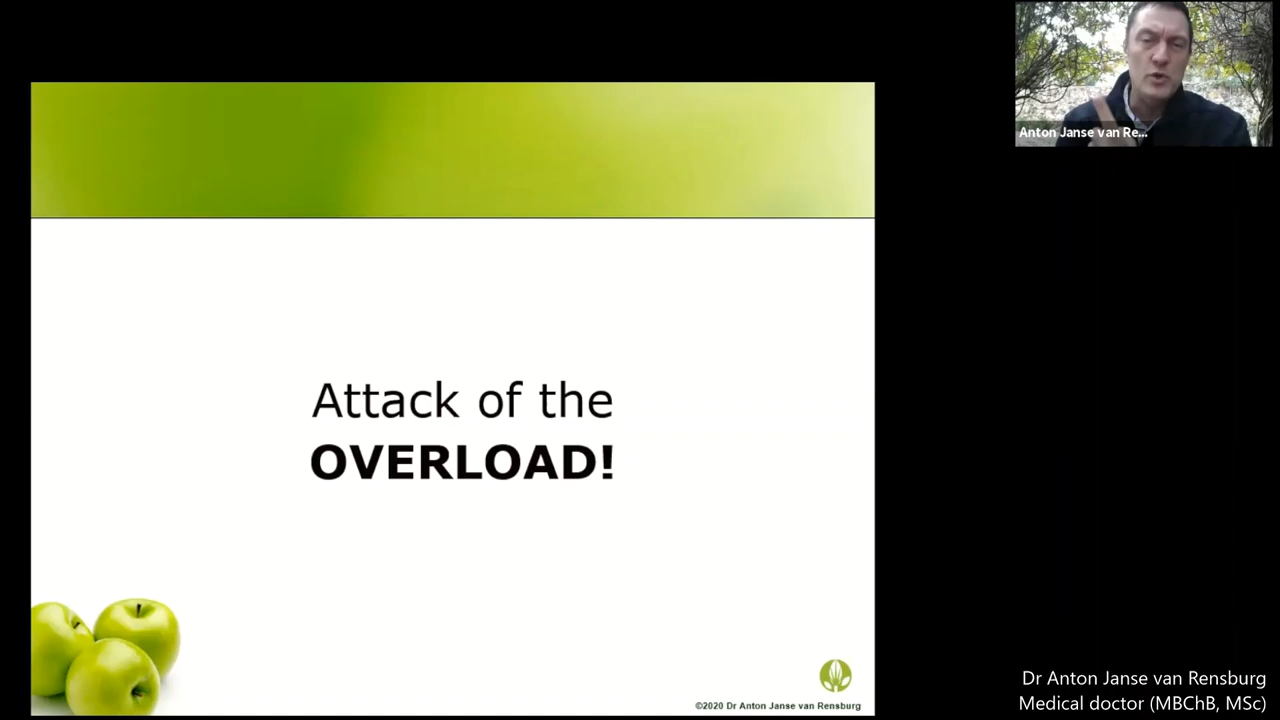 Anton Janse van Re...
Attack of the
OVERLOAD!
©2020 Dr Anton Janse van Rensburg
Dr Anton Janse van Rensburg
Medical doctor (MBChB, MSc)